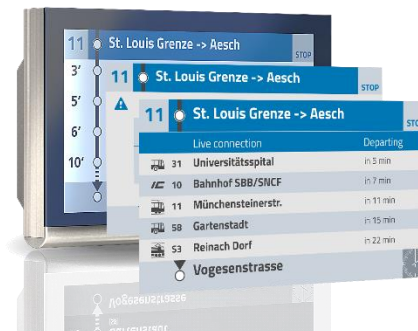 11 St. Louis Grenze -> Aesch
STOP
3'
5'
6'
10'
11 St. Louis Grenze -> Aesch
STOP
11 St. Louis Grenze -> Aesch
Live connection Departing
31 Universitätsspital in 5 min
IC 10 Bahnhof SBB/SNCF in 7 min
11 Münchensteinerstr. in 11 min
58 Gartenstadt in 15 min
S3 Reinach Dorf in 22 min
Vogesenstrasse